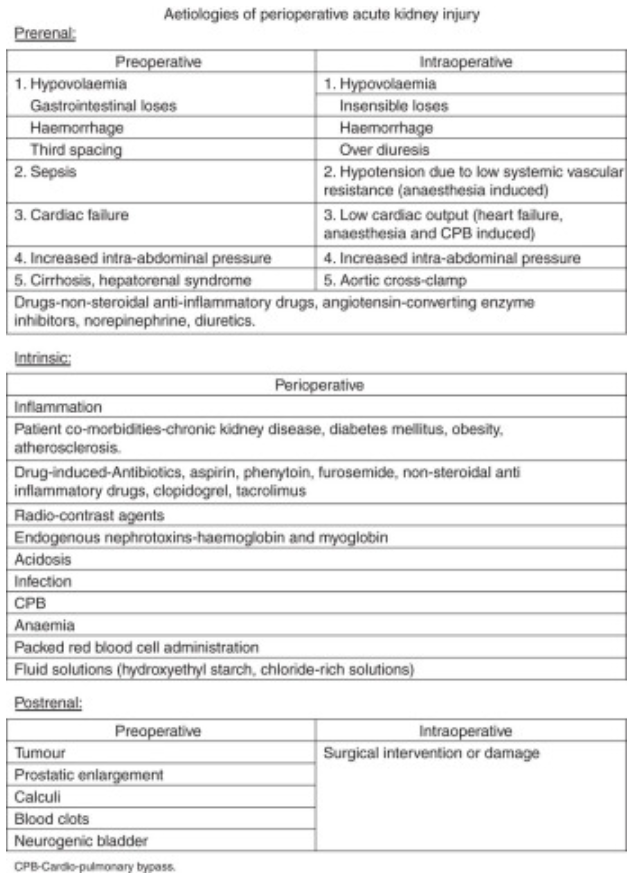 Aetiologies of perioperative acute kidney injury
Prerenal:
Preoperative Intraoperative
1. Hypovolaemia 1. Hypovolaemia
Gastrointestinal loses Insensible loses
Haemorrhage Haemorrhage
Third spacing Over diuresis
2. Sepsis 2. Hypotension due to low systemic vascular
resistance (anaesthesia induced)
3. Cardiac failure 3. Low cardiac output (heart failure,
anaesthesia and CPB induced)
4. Increased intra-abdominal pressure 4. Increased intra-abdominal pressure
5. Cirrhosis, hepatorenal syndrome 5. Aortic cross-clamp
Drugs-non-steroidal anti-inflammatory drugs, angiotensin-converting enzyme
inhibitors, norepinephrine, diuretics.
Intrinsic:
Perioperative
Inflammation
Patient co-morbidities-chronic kidney disease, diabetes mellitus, obesity,
atherosclerosis.
Drug-induced-Antibiotics, aspirin, phenytoin, furosemide, non-steroidal anti
inflammatory drugs, clopidogrel, tacrolimus
Radio-contrast agents
Endogenous nephrotoxins-haemoglobin and myoglobin
Acidosis
Infection
CPB
Anaemia
Packed red blood cell administration
Fluid solutions (hydroxyethyl starch, chloride-rich solutions)
Postrenal:
Preoperative Intraoperative
Tumour Surgical intervention or damage
Prostatic enlargement
Calculi
Blood clots
Neurogenic bladder
CPB-Cardio-pulmonary bypass.